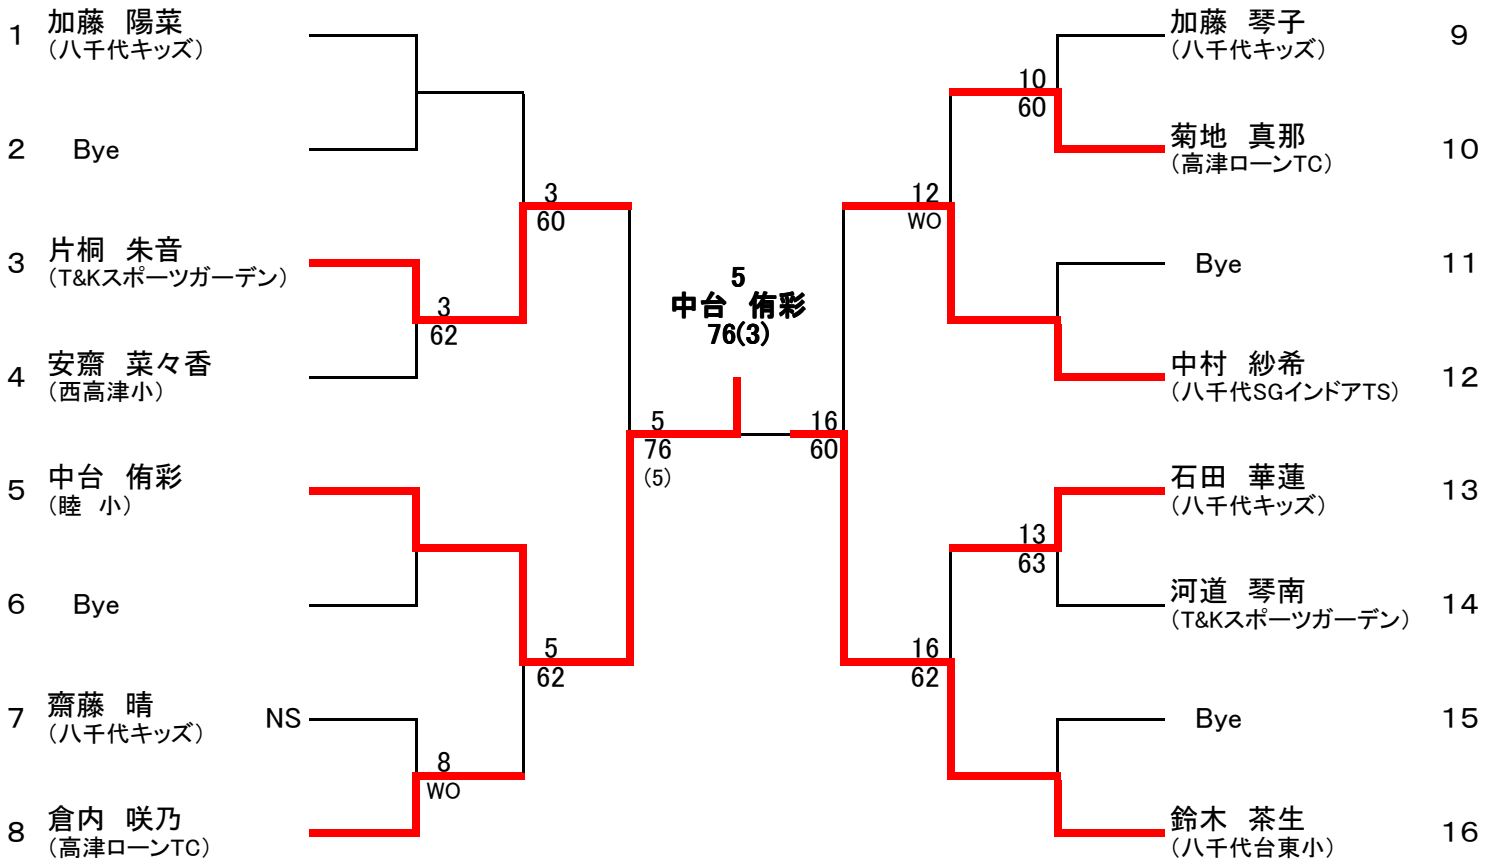 1 加藤　陽菜
(八千代キッズ)
2 Bye
3 片桐　朱音
(T&Kスポーツガーデン)
4 安齋　菜々香
(西高津小)
5 中台　侑彩
(睦　小)
6 Bye
7 齋藤　晴 NS
(八千代キッズ)
8 倉内　咲乃
(高津ローンTC)
3
62
8
WO
3
60
5
62
5
76
(5)
5
中台　侑彩
76(3)
16
60
12
WO
16
62
10
60
13
63
加藤　琴子 9
(八千代キッズ)
菊地　真那 10
(高津ローンTC)
Bye 11
中村　紗希 12
(八千代SGインドアTS)
石田　華蓮 13
(八千代キッズ)
河道　琴南 14
(T&Kスポーツガーデン)
Bye 15
鈴木　茶生 16
(八千代台東小)